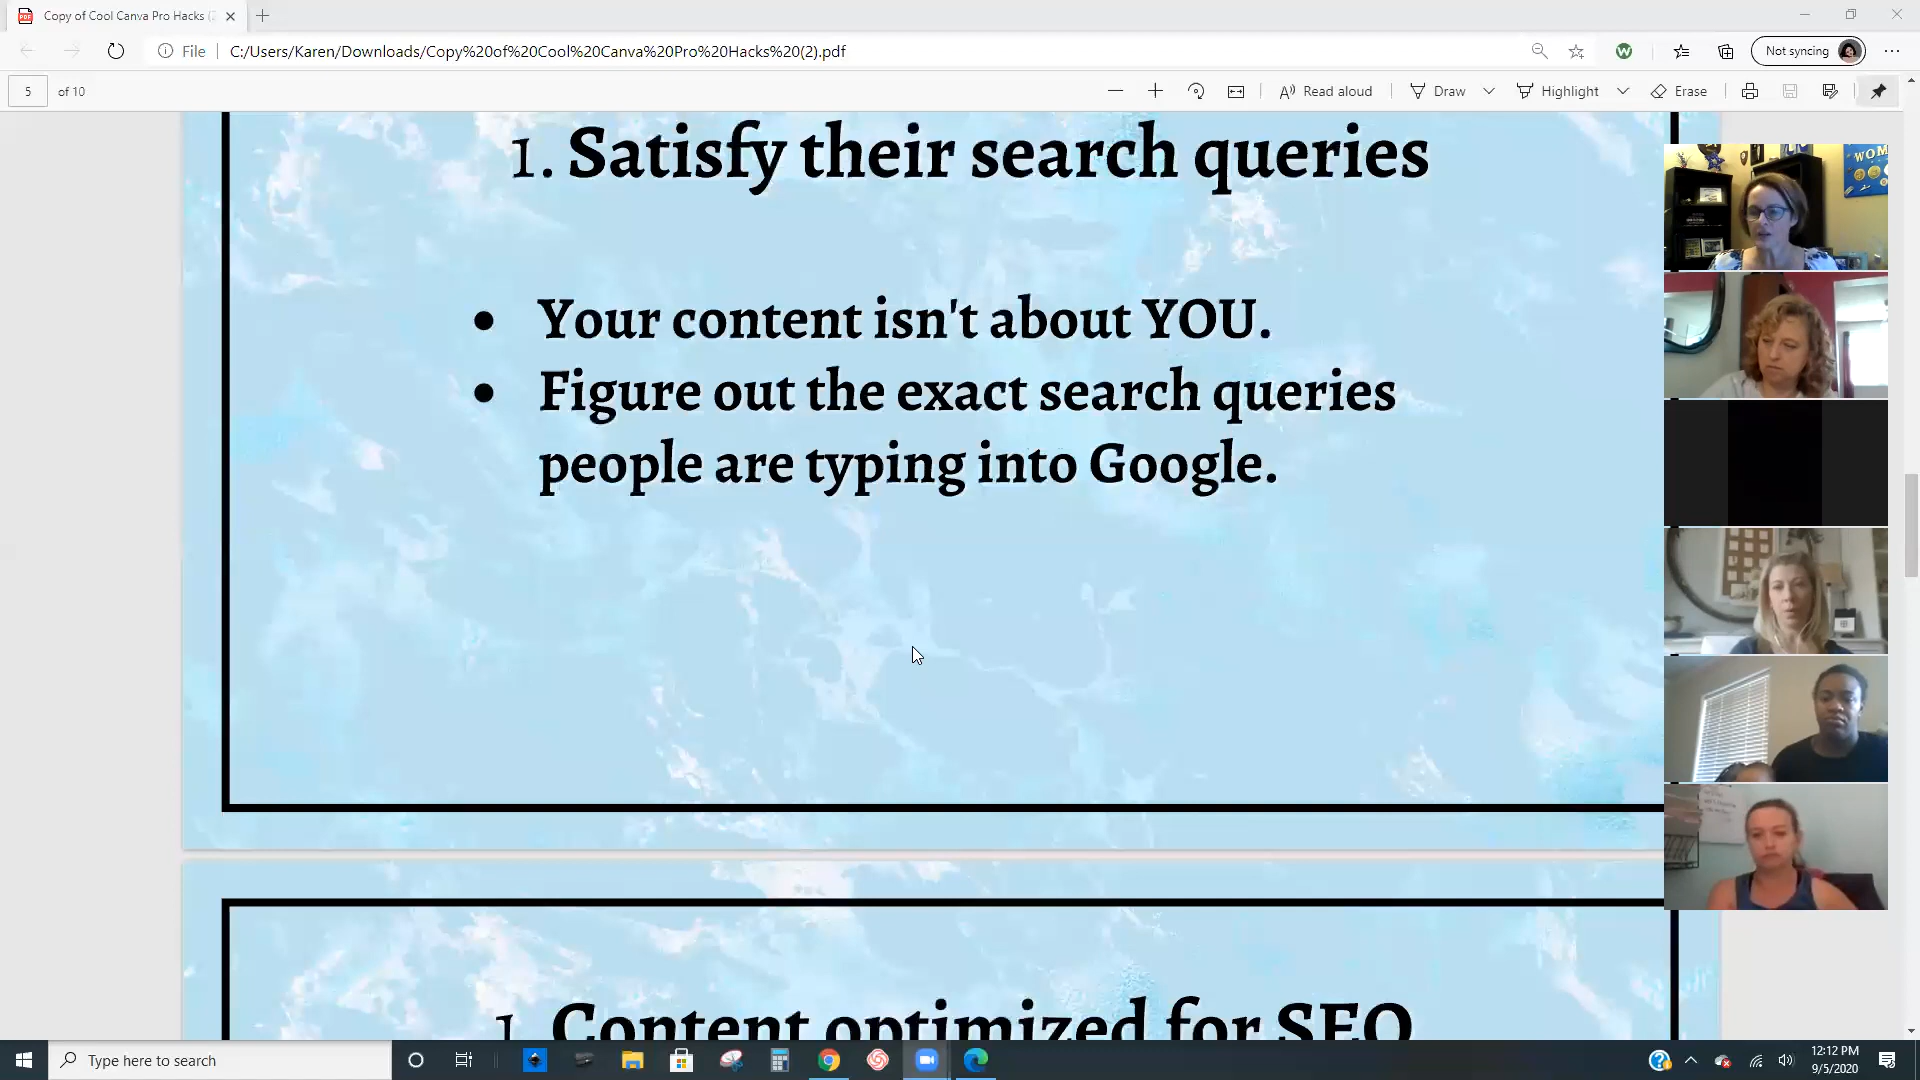 Copy of Cool Canva Pro Hacks (
File
C:/Users/Karen/Downloads/Copy%20of%20Cool%20Canva%20Pro%20Hacks%20(2).pdf
Not syncing
5 of 10
Read aloud
Draw
Highlight
Erase
1. Satisfy their search queries
WOM
• Your content isn't about YOU.
• Figure out the exact search queries
people are typing into Google.
1. Content optimized for SEO
Type here to search
12:12 PM
9/5/2020